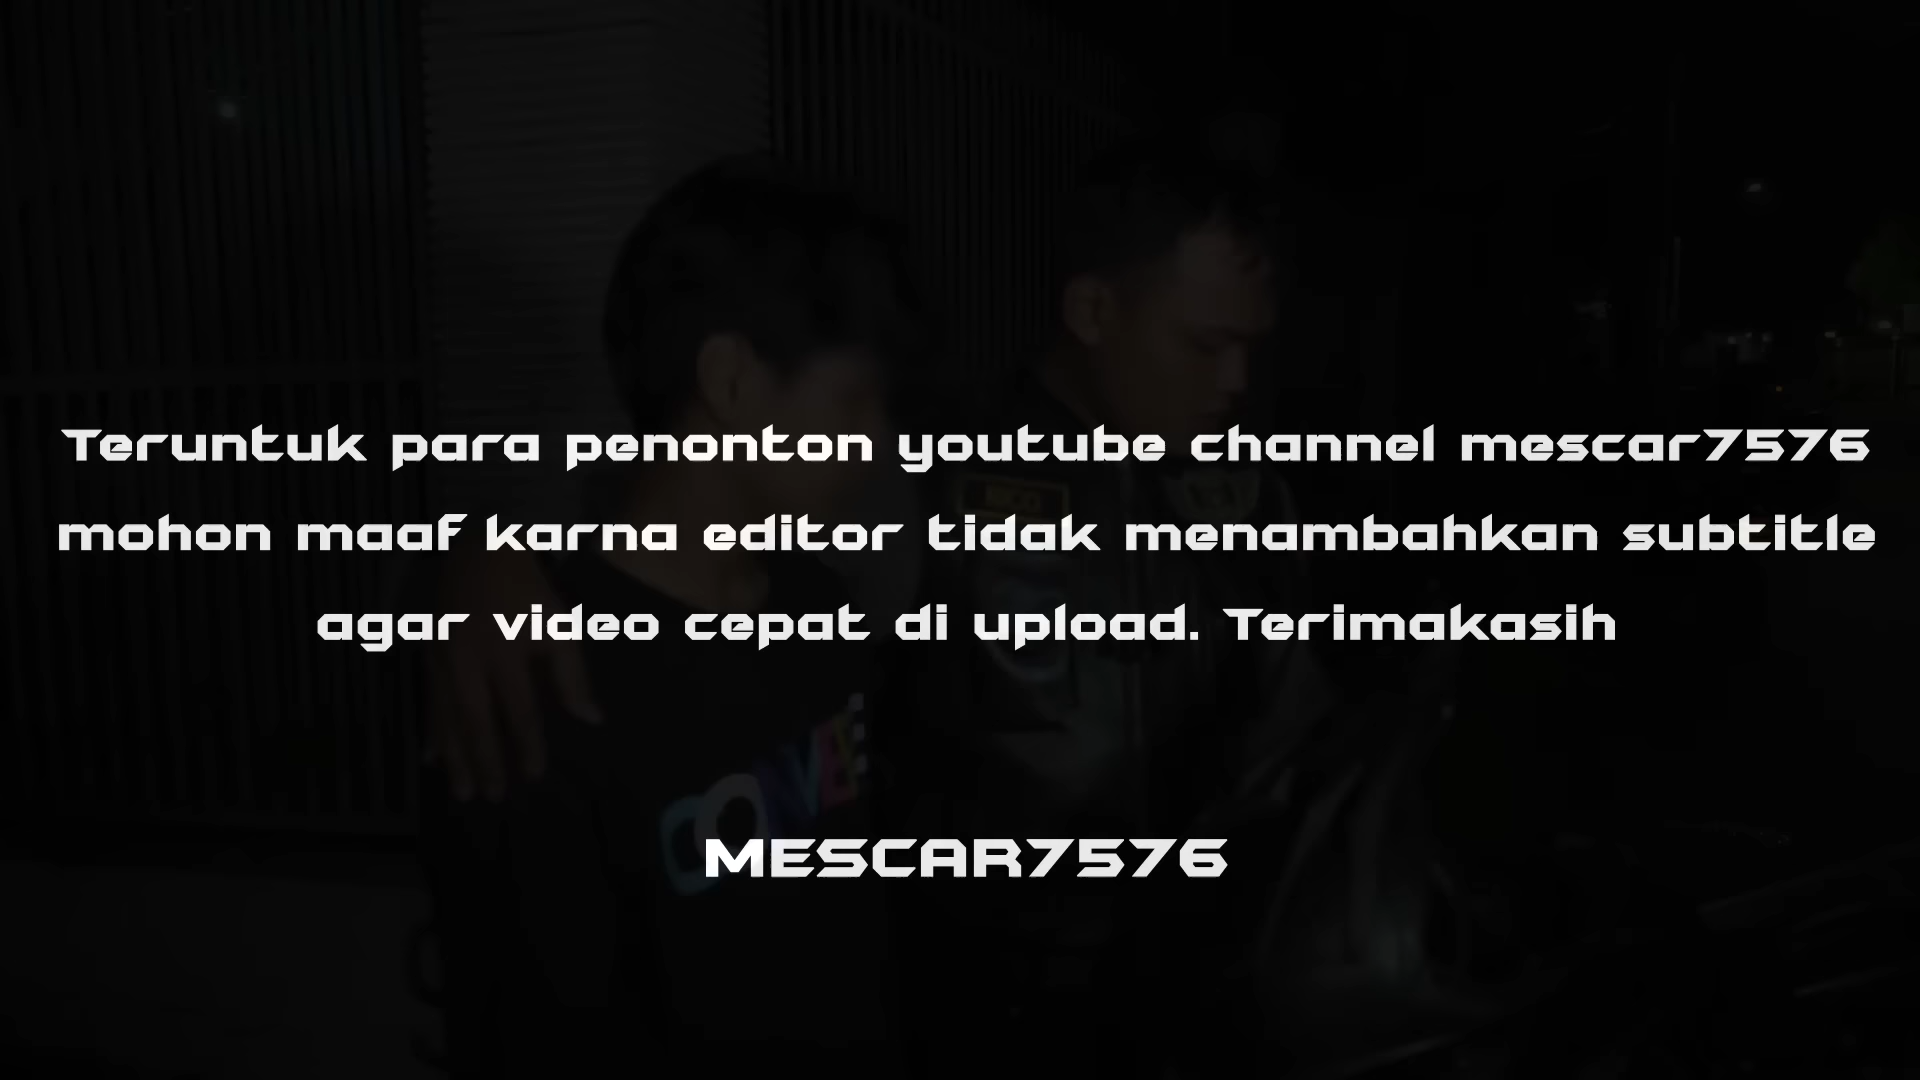 Teruntuk para penonton youtube channel mescar7576
mohon maaf karna editor tidak menambahkan subtitle
agar video cepat di upload. Terimakasih
MESCAR7576